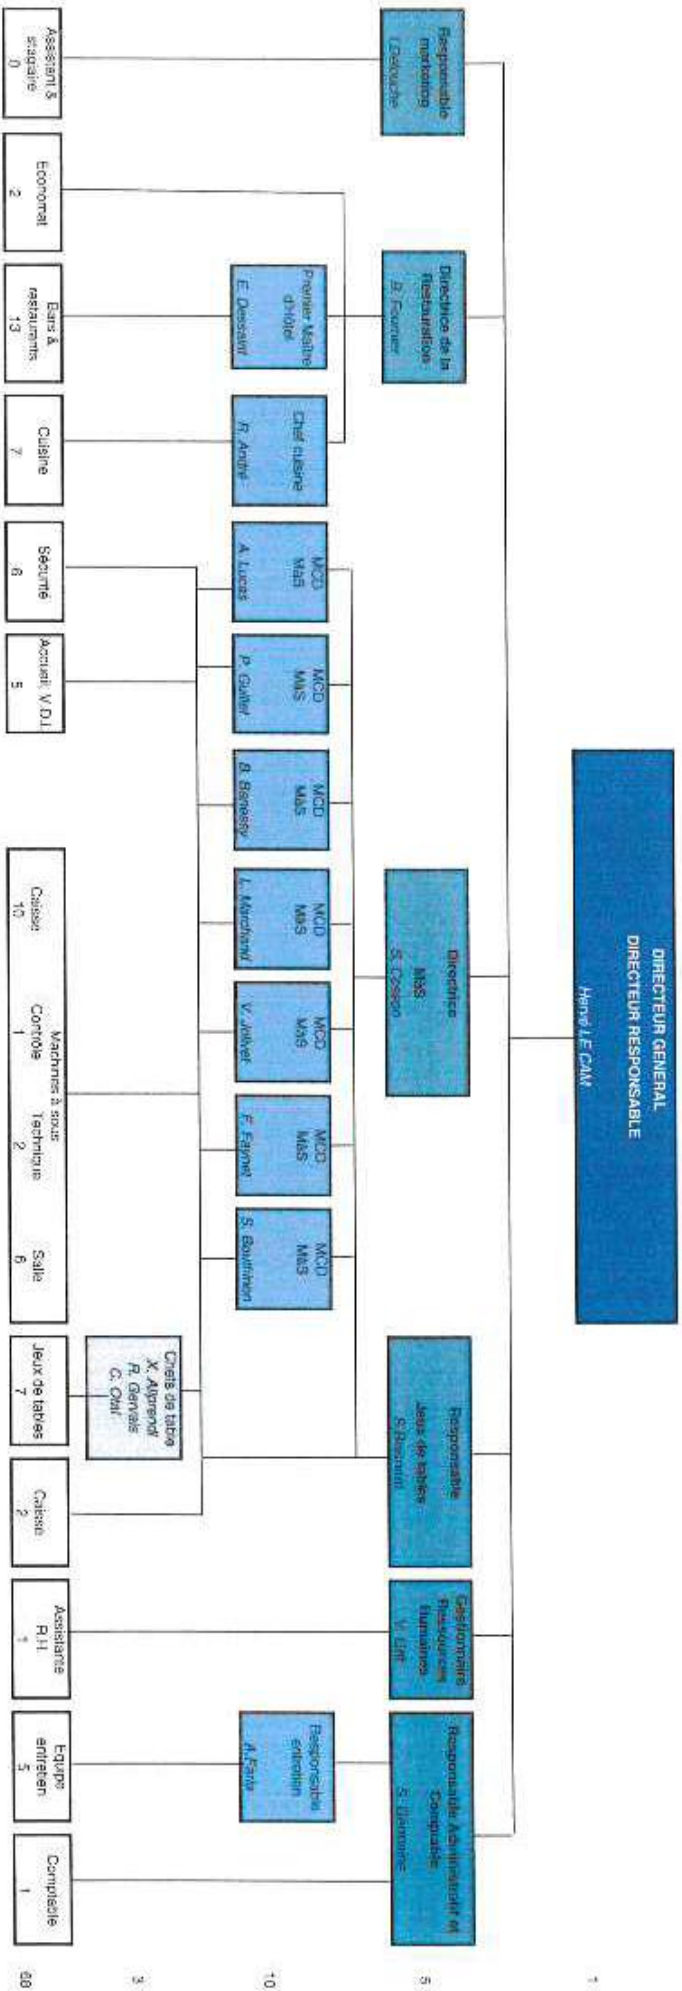 DIRECTEUR GENERAL
DIRECTEUR RESPONSABLE
Hervé LE CAM
1
Responsable
marketing
Directrice de la
Restauration
B. Fournier
Directrice
MàS
S. Cosson
Responsable
Jeux de tables
Gestionnaire
Ressources
Humaines
Responsable Administratif et
Comptable
5
Premier Maître
d'Hôtel
E. Dessaint
Chef cuisine
R. André
MCD
MàS
A. Lucas
MCD
MàS
P. Guillet
MCD
MàS
B. Banessy
MCD
MàS
L. Marchand
MCD
MàS
V. Jolivet
MCD
MàS
F. Faynet
MCD
MàS
Responsable
entretien
A. Faria
10
Chefs de table
R. Gervais
3
Assistant &
stagiaire
0
Economat
2
Bars &
restaurants
13
Cuisine
7
Sécurité
6
Accueil, V.D.I.
5
Machines à sous
Caisse Contrôle Technique Salle
10 1 2 6
Jeux de tables
7
Caisse
2
Assistante
R.H.
1
Equipe
entretien
5
Comptable
1
68